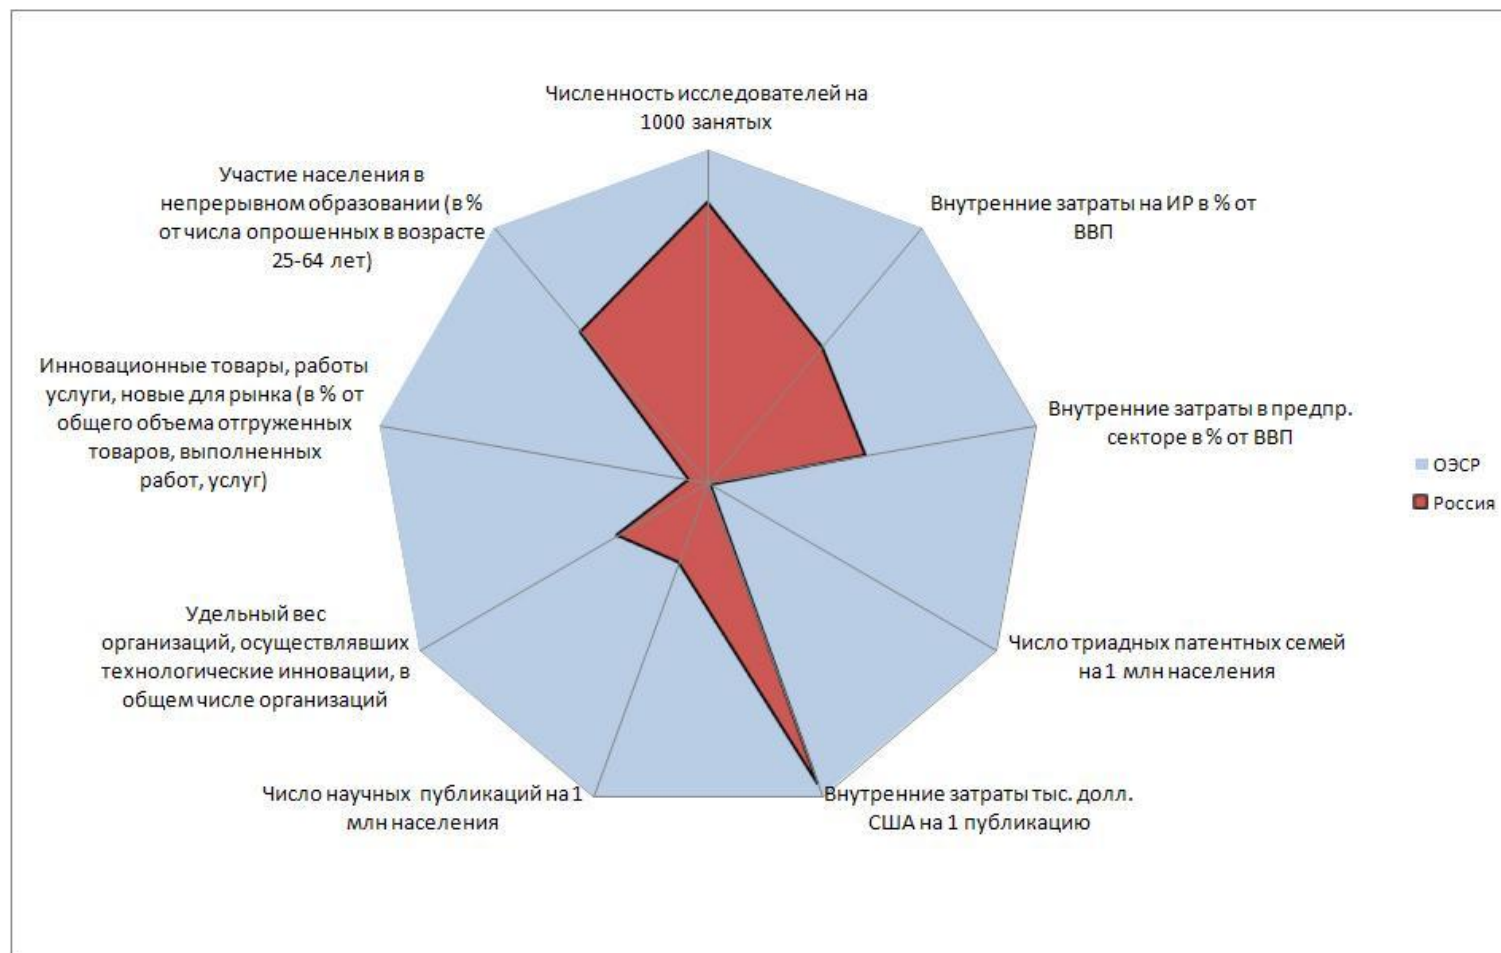 Численность исследователей на
1000 занятых
Внутренние затраты на ИР в % от
ВВП
Внутренние затраты в предпр.
секторе в % от ВВП
Число триадных патентных семей
на 1 млн населения
Внутренние затраты тыс. долл.
США на 1 публикацию
Число научных публикаций на 1
млн населения
Удельный вес
организаций, осуществлявших
технологические инновации, в
общем числе организаций
Инновационные товары, работы
услуги, новые для рынка (в % от
общего объема отгруженных
товаров, выполненных
работ, услуг)
Участие населения в
непрерывном образовании (в %
от числа опрошенных в возрасте
25-64 лет)
ОЭСР
Россия